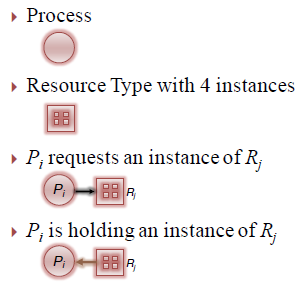 Process
Resource Type with 4 instances
Pi requests an instance of Rj
Pi Rj
Pi is holding an instance of Rj
Pi Rj